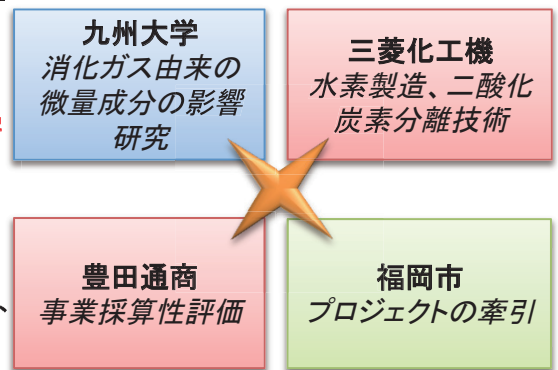 九州大学
消化ガス由来の
微量成分の影響
研究
三菱化工機
水素製造、二酸化
炭素分離技術
豊田通商
事業採算性評価
福岡市
プロジェクトの牽引
、